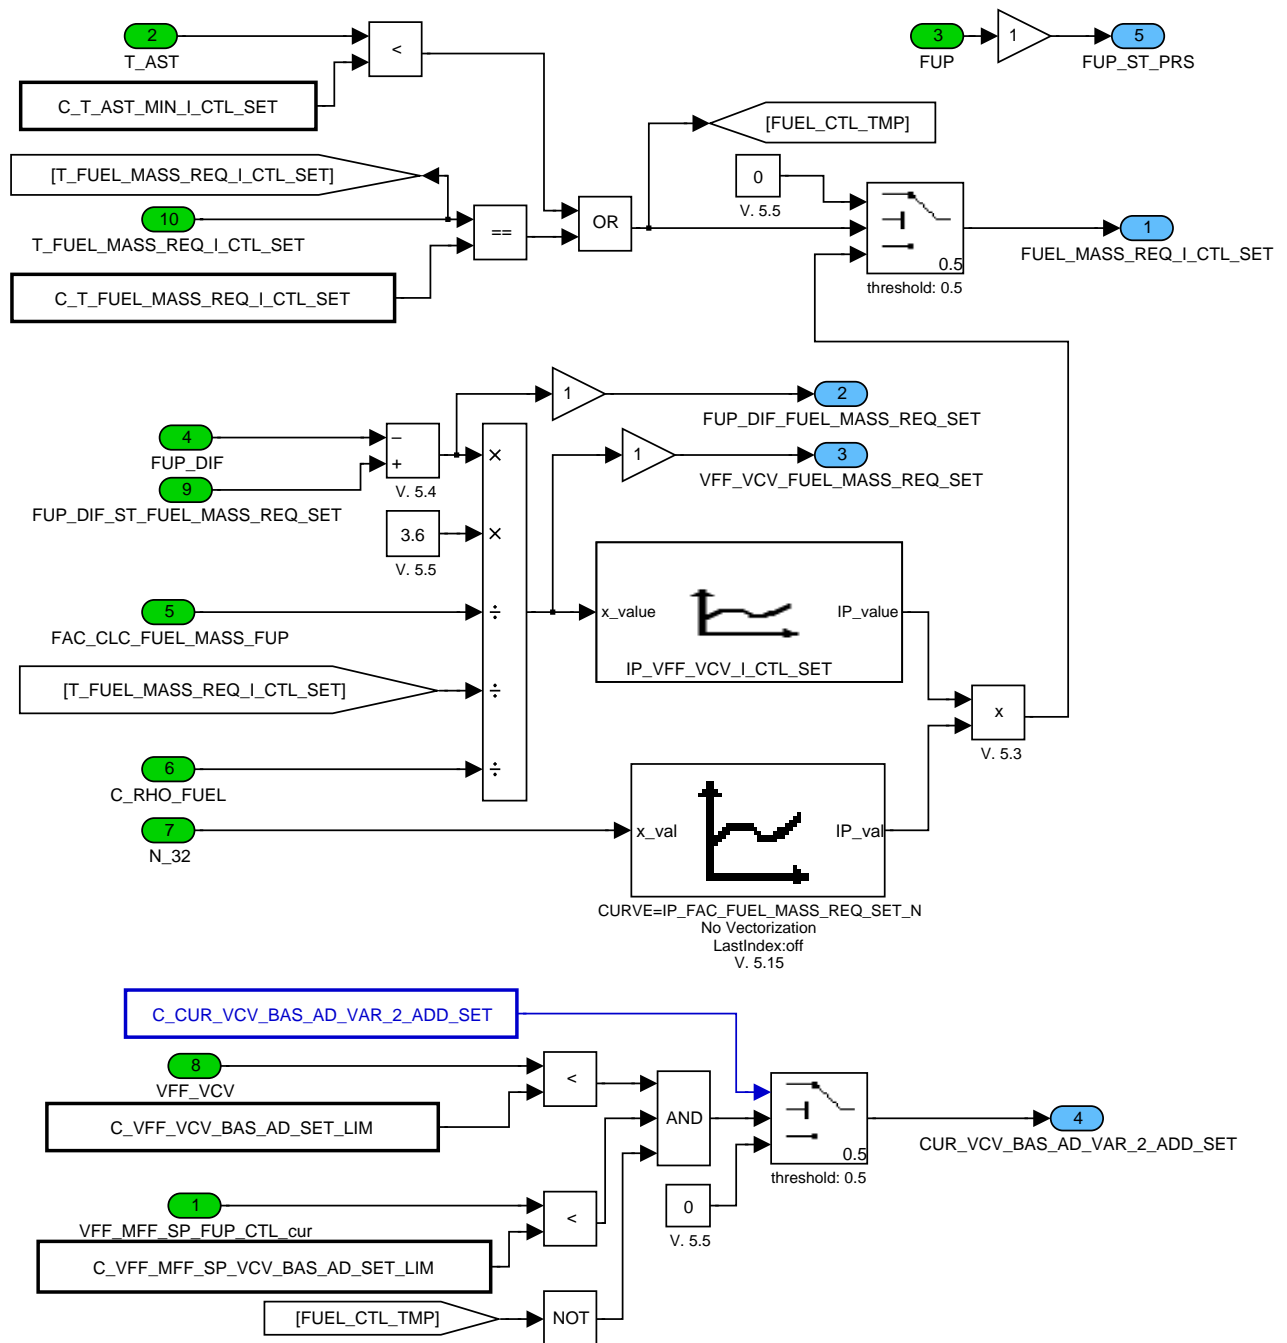 2
T_AST
<
C_T_AST_MIN_I_CTL_SET
3
FUP
1
5
FUP_ST_PRS
[FUEL_CTL_TMP]
[T_FUEL_MASS_REQ_I_CTL_SET]
10
T_FUEL_MASS_REQ_I_CTL_SET
==
OR
C_T_FUEL_MASS_REQ_I_CTL_SET
0
V. 5.5
0.5
threshold: 0.5
1
FUEL_MASS_REQ_I_CTL_SET
1
2
FUP_DIF_FUEL_MASS_REQ_SET
4
FUP_DIF
9
FUP_DIF_ST_FUEL_MASS_REQ_SET
−
+
V. 5.4
×
1
3
VFF_VCV_FUEL_MASS_REQ_SET
3.6
V. 5.5
×
5
FAC_CLC_FUEL_MASS_FUP
÷
x_value
IP_value
IP_VFF_VCV_I_CTL_SET
[T_FUEL_MASS_REQ_I_CTL_SET]
÷
x
V. 5.3
6
C_RHO_FUEL
÷
7
N_32
x_val
IP_val
CURVE=IP_FAC_FUEL_MASS_REQ_SET_N
No Vectorization
LastIndex:off
V. 5.15
C_CUR_VCV_BAS_AD_VAR_2_ADD_SET
8
VFF_VCV
<
C_VFF_VCV_BAS_AD_SET_LIM
AND
0.5
threshold: 0.5
4
CUR_VCV_BAS_AD_VAR_2_ADD_SET
1
VFF_MFF_SP_FUP_CTL_cur
<
0
V. 5.5
C_VFF_MFF_SP_VCV_BAS_AD_SET_LIM
[FUEL_CTL_TMP]
NOT